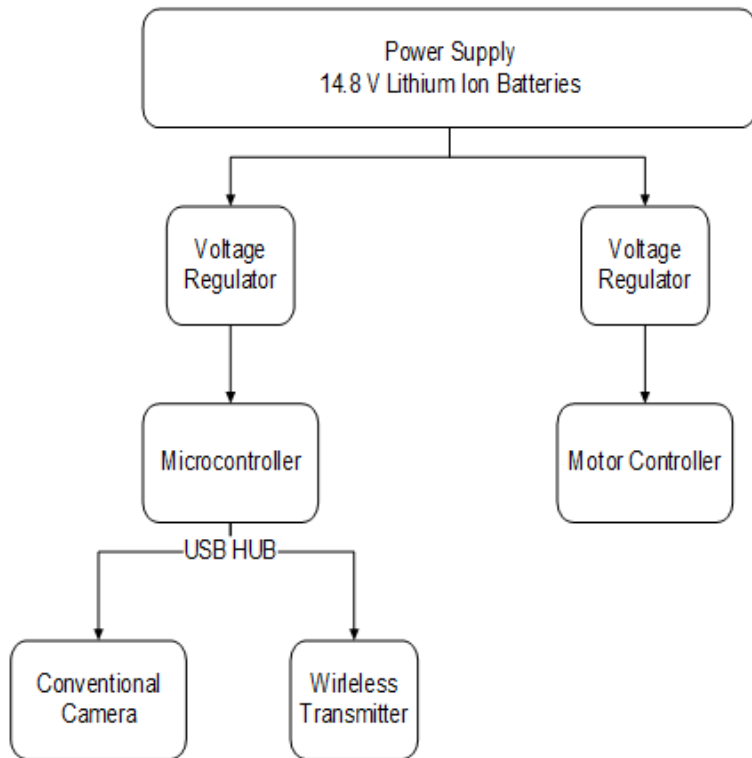 Power Supply
14.8 V Lithium Ion Batteries
Voltage
Regulator
Voltage
Regulator
Microcontroller
Motor Controller
USB HUB
Conventional
Camera
Wirleless
Transmitter